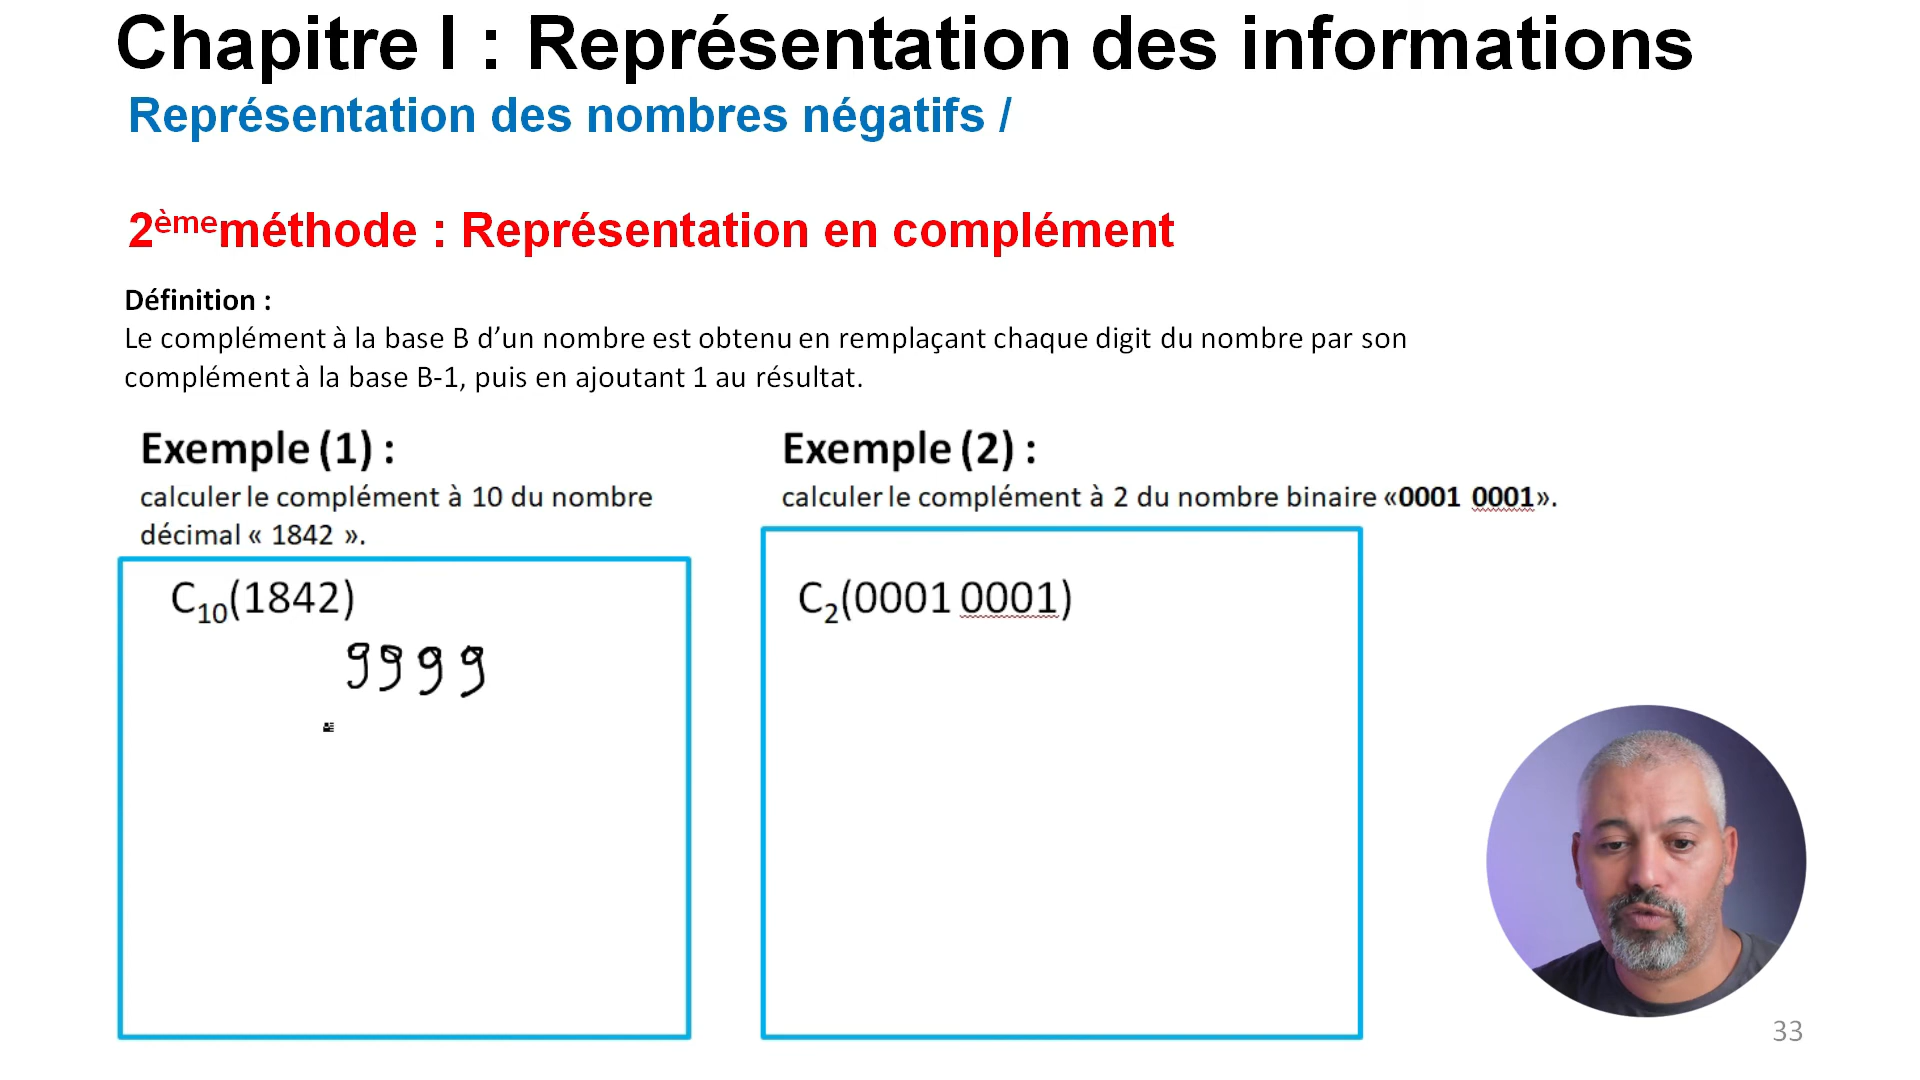 Chapitre I : Représentation des informations
Représentation des nombres négatifs /
2èmeméthode : Représentation en complément
Définition :
Le complément à la base B d’un nombre est obtenu en remplaçant chaque digit du nombre par son
complément à la base B-1, puis en ajoutant 1 au résultat.
Exemple (1) :
calculer le complément à 10 du nombre
décimal « 1842 ».
C10(1842)
9999
Exemple (2) :
calculer le complément à 2 du nombre binaire «0001 0001».
C2(0001 0001)
33